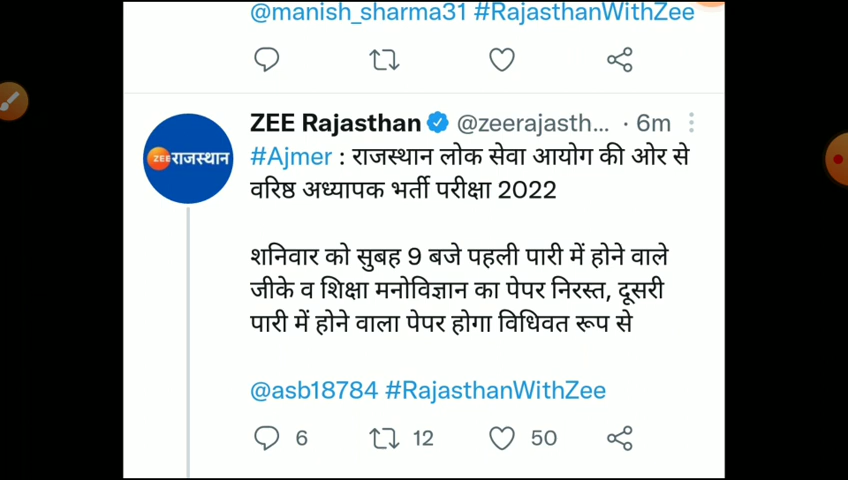 @manish_sharma31 #RajasthanWithZee
ZEE Rajasthan @zeerajasth... · 6m
ZEE राजस्थान
#Ajmer : राजस्थान लोक सेवा आयोग की ओर से
वरिष्ठ अध्यापक भर्ती परीक्षा 2022
शनिवार को सुबह 9 बजे पहली पारी में होने वाले
जीके व शिक्षा मनोविज्ञान का पेपर निरस्त, दूसरी
पारी में होने वाला पेपर होगा विधिवत रूप से
@asb18784 #RajasthanWithZee
6 12 50